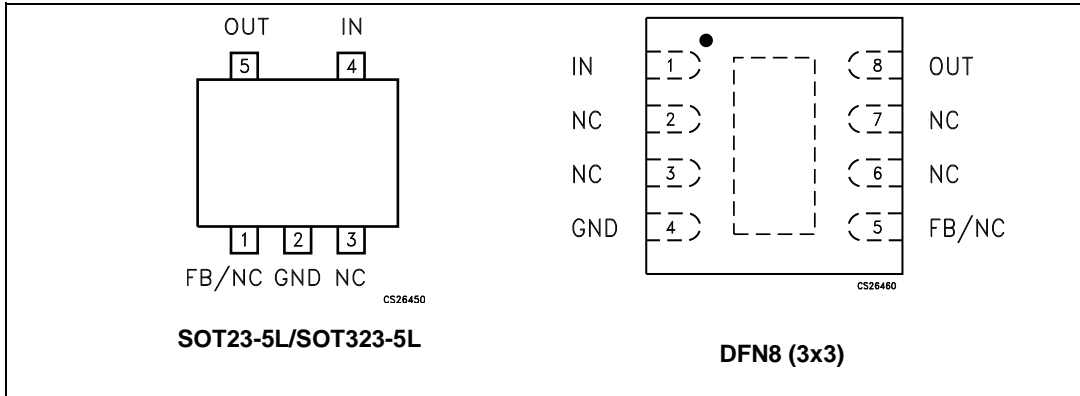 OUT IN
5 4
1 2 3
FB/NC GND NC
CS26450
SOT23-5L/SOT323-5L
IN 1 8 OUT
NC 2 7 NC
NC 3 6 NC
GND 4 5 FB/NC
CS26460
DFN8 (3x3)